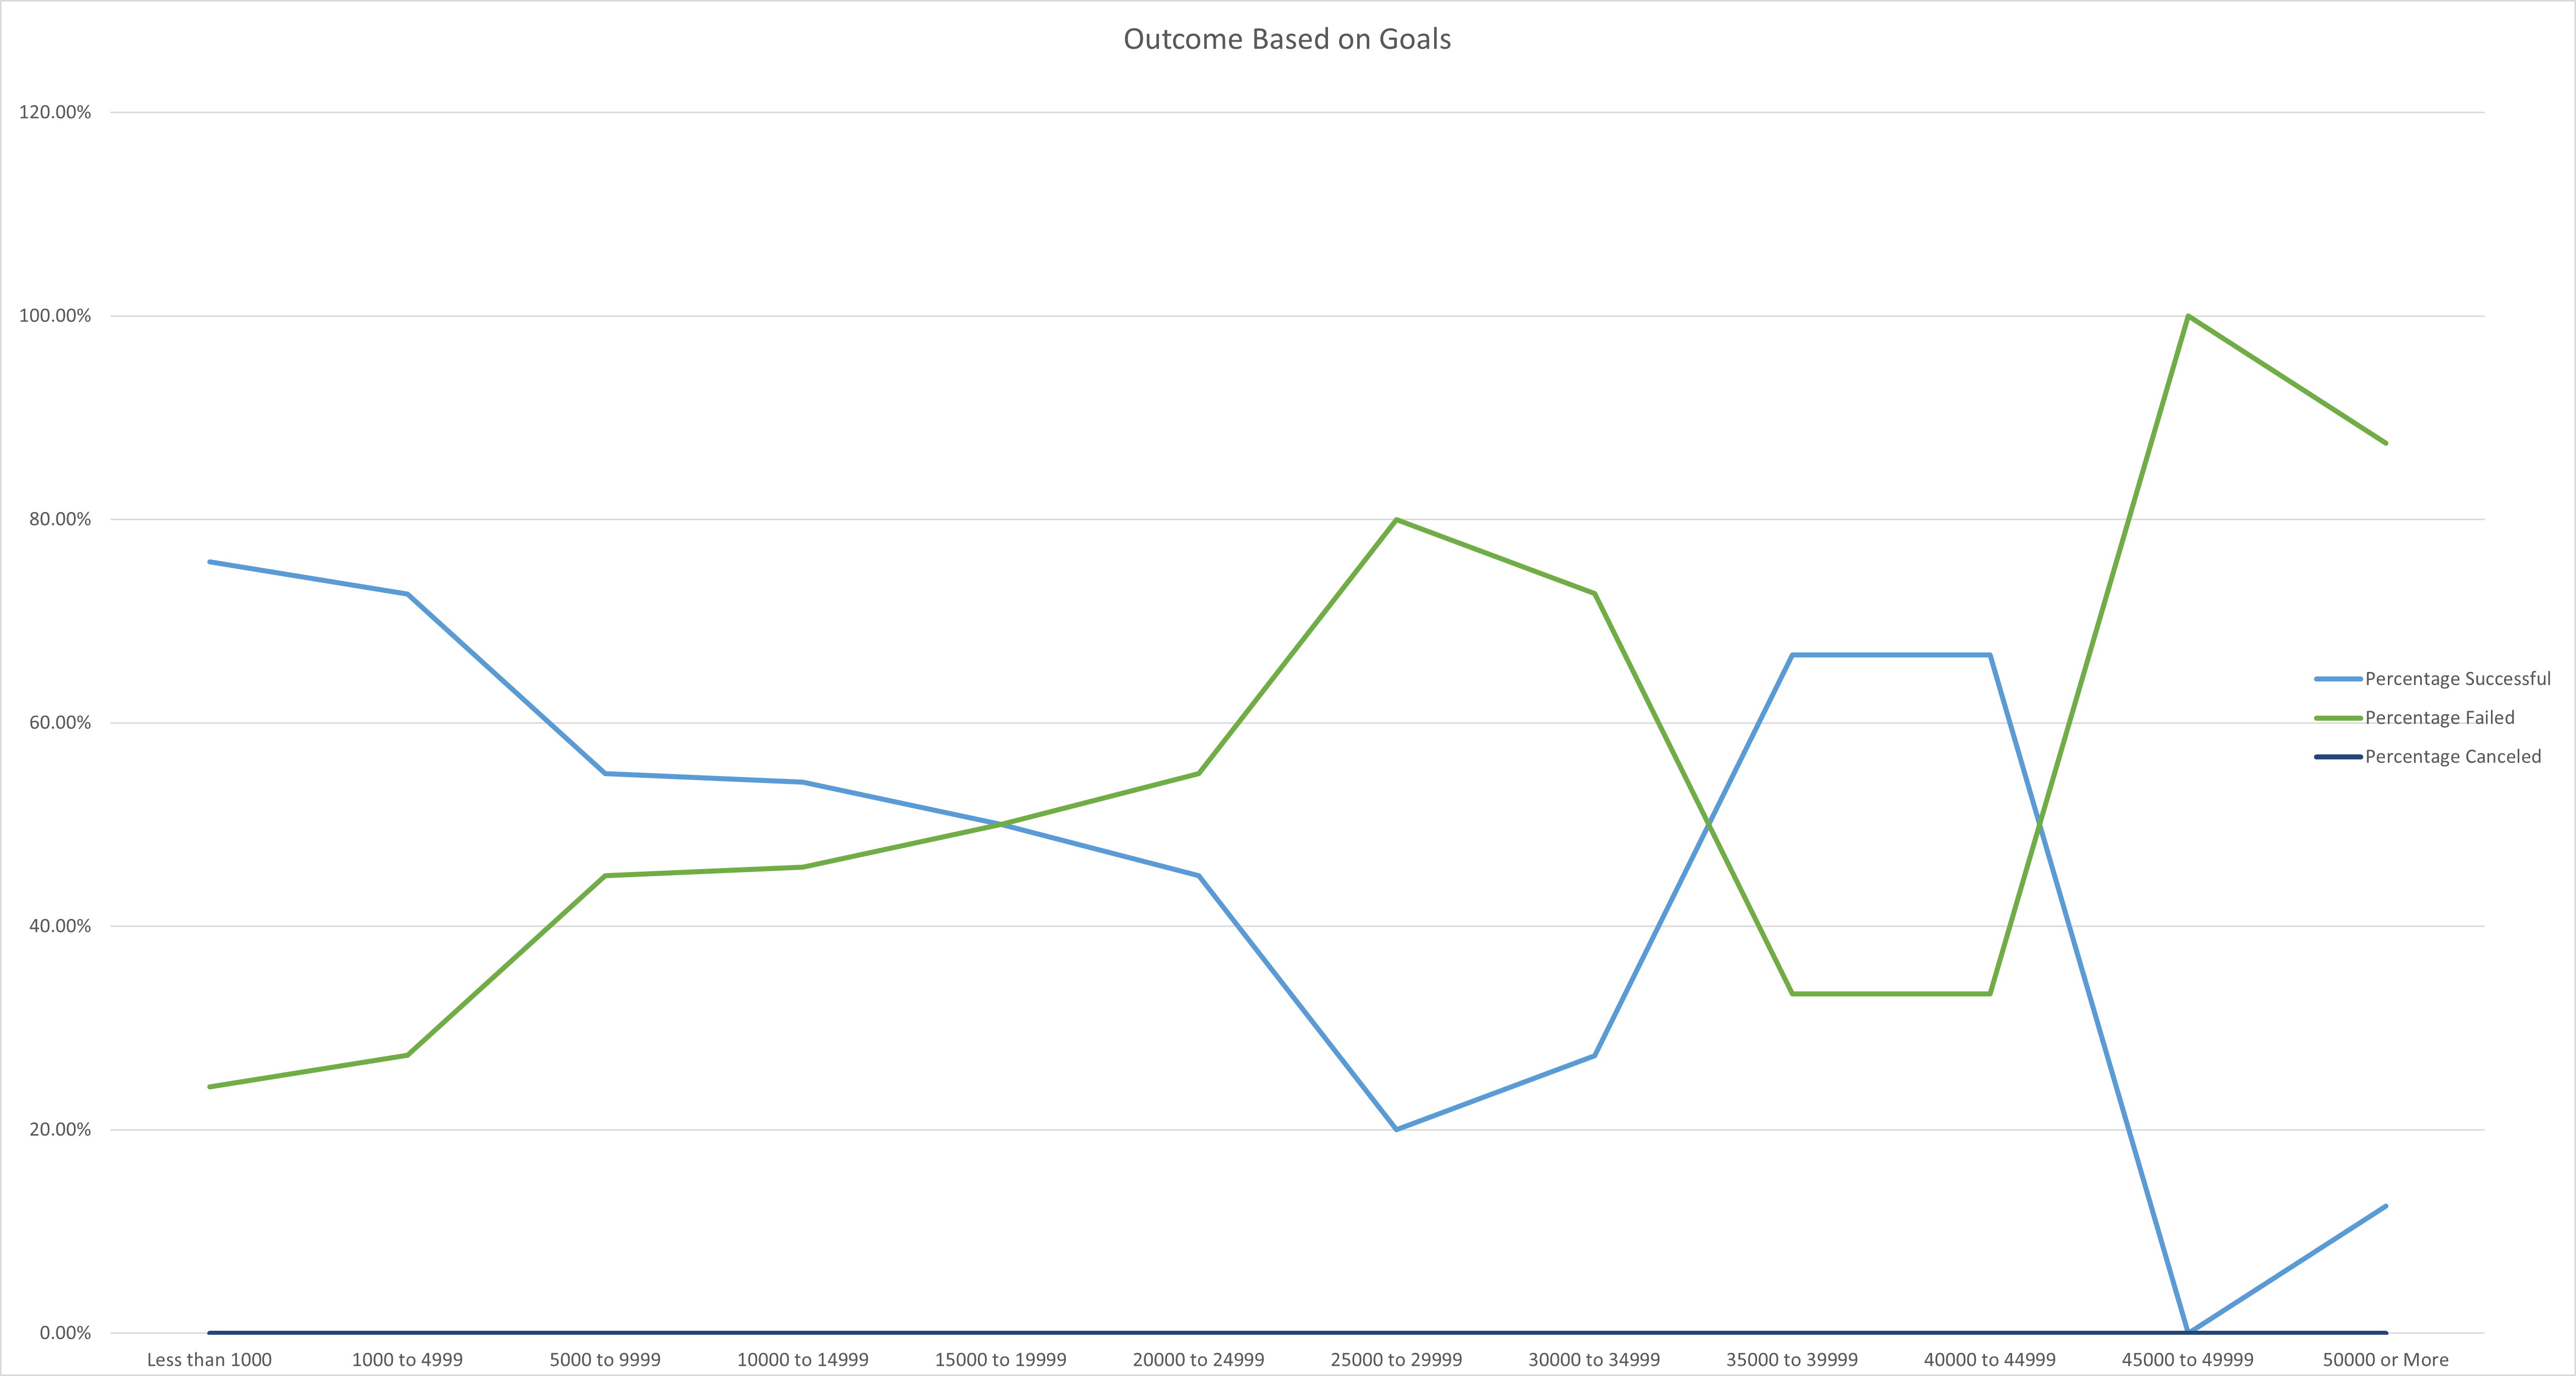 Outcome Based on Goals
120.00%
100.00%
80.00%
60.00%
40.00%
20.00%
0.00%
Less than 1000
1000 to 4999
5000 to 9999
10000 to 14999
15000 to 19999
20000 to 24999
25000 to 29999
30000 to 34999
35000 to 39999
40000 to 44999
45000 to 49999
50000 or More
Percentage Successful
Percentage Failed
Percentage Canceled